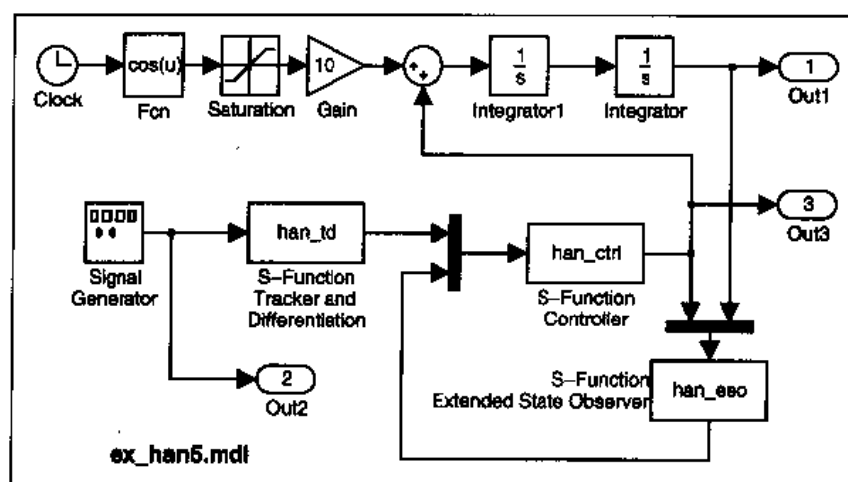 cos(u)
10
+
+
1
s
1
s
1
Clock
Fcn
Saturation
Gain
Integrator1
Integrator
Out1
han_td
han_ctrl
3
Out3
Signal
Generator
S-Function
Tracker and
Differentiation
S-Function
Controller
2
Out2
S-Function
Extended State Observer
han_eso
ex_han5.mdl